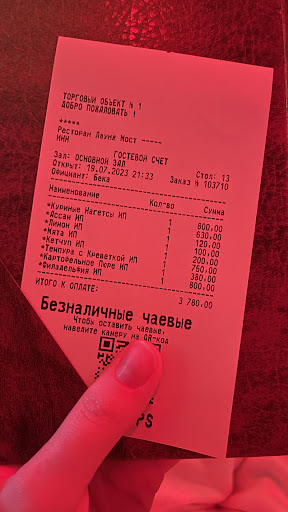 ТОРГОВЫЙ ОБЪЕКТ № 1
ДОБРО ПОЖАЛОВАТЬ !
*****
Ресторан Лаунж Мост -----
ИНН
ГОСТЕВОЙ СЧЕТ
Зал: ОСНОВНОЙ ЗАЛ Стол: 13
Открыт: 19.07.2023 21:33 Заказ № 103710
Официант: Бека
Наименование Кол-во Сумма
*Куриные Нагетсы ИП 1 600,00
*Ассам ИП 1 630,00
*Лимон ИП 1 120,00
*Мята ИП 1 100,00
*Кетчуп ИП 1 200,00
*Темпура с Креветкой ИП 1 750,00
*Картофельное Пюре ИП 1 380,00
*Филадельфия ИП 1 800,00
ИТОГО К ОПЛАТЕ: 3 780,00
Безналичные чаевые
Чтобы оставить чаевые,
наведите камеру на QR-код
PS